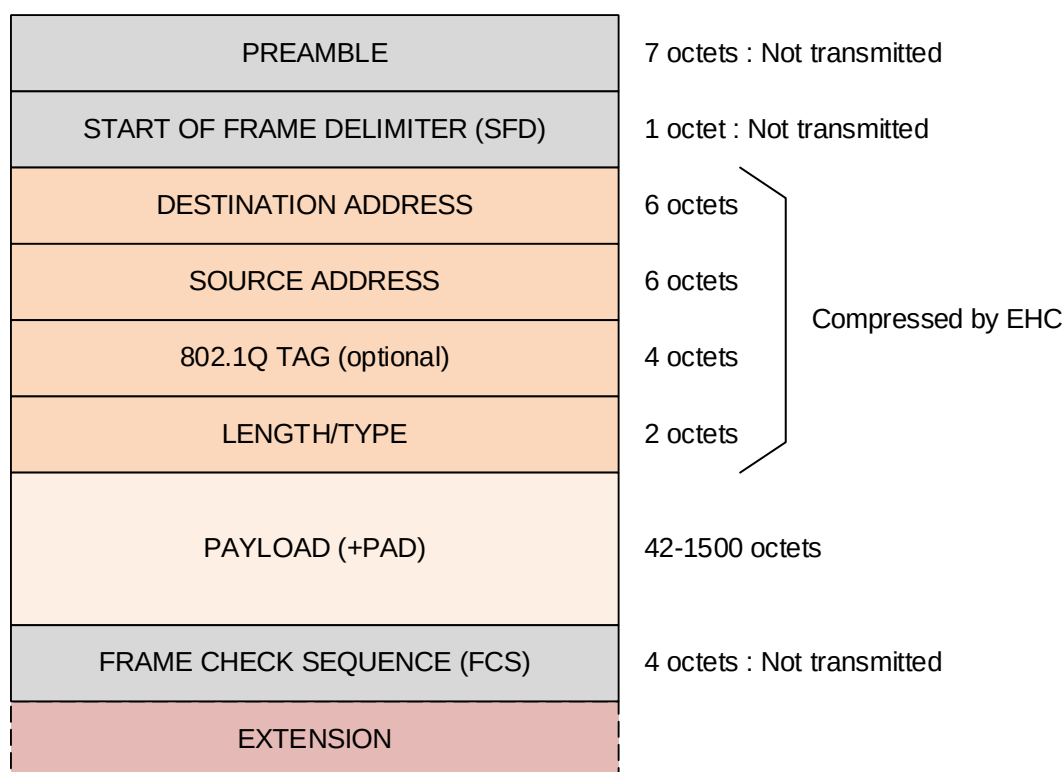 PREAMBLE 7 octets : Not transmitted
START OF FRAME DELIMITER (SFD) 1 octet : Not transmitted
DESTINATION ADDRESS 6 octets
SOURCE ADDRESS 6 octets
Compressed by EHC
802.1Q TAG (optional) 4 octets
LENGTH/TYPE 2 octets
PAYLOAD (+PAD) 42-1500 octets
FRAME CHECK SEQUENCE (FCS) 4 octets : Not transmitted
EXTENSION